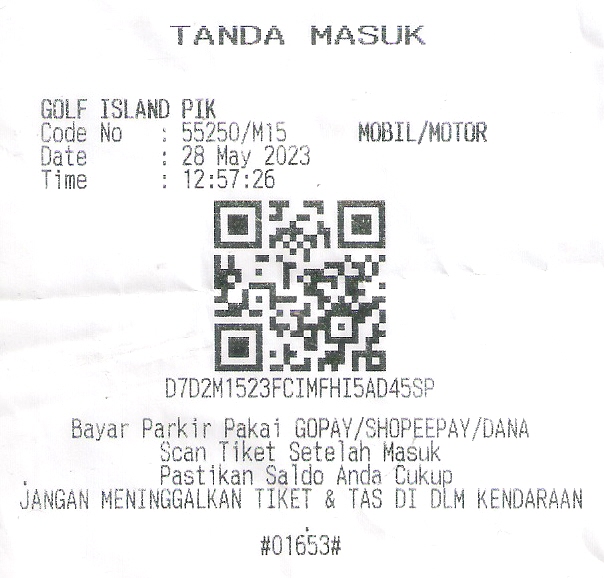 TANDA MASUK
GOLF ISLAND PIK
Code No : 55250/M15 MOBIL/MOTOR
Date : 28 May 2023
Time : 12:57:26
D7D2M1523FCIMFHI5AD45SP
Bayar Parkir Pakai GOPAY/SHOPEEPAY/DANA
Scan Tiket Setelah Masuk
Pastikan Saldo Anda Cukup
JANGAN MENINGGALKAN TIKET & TAS DI DLM KENDARAAN
#01653#